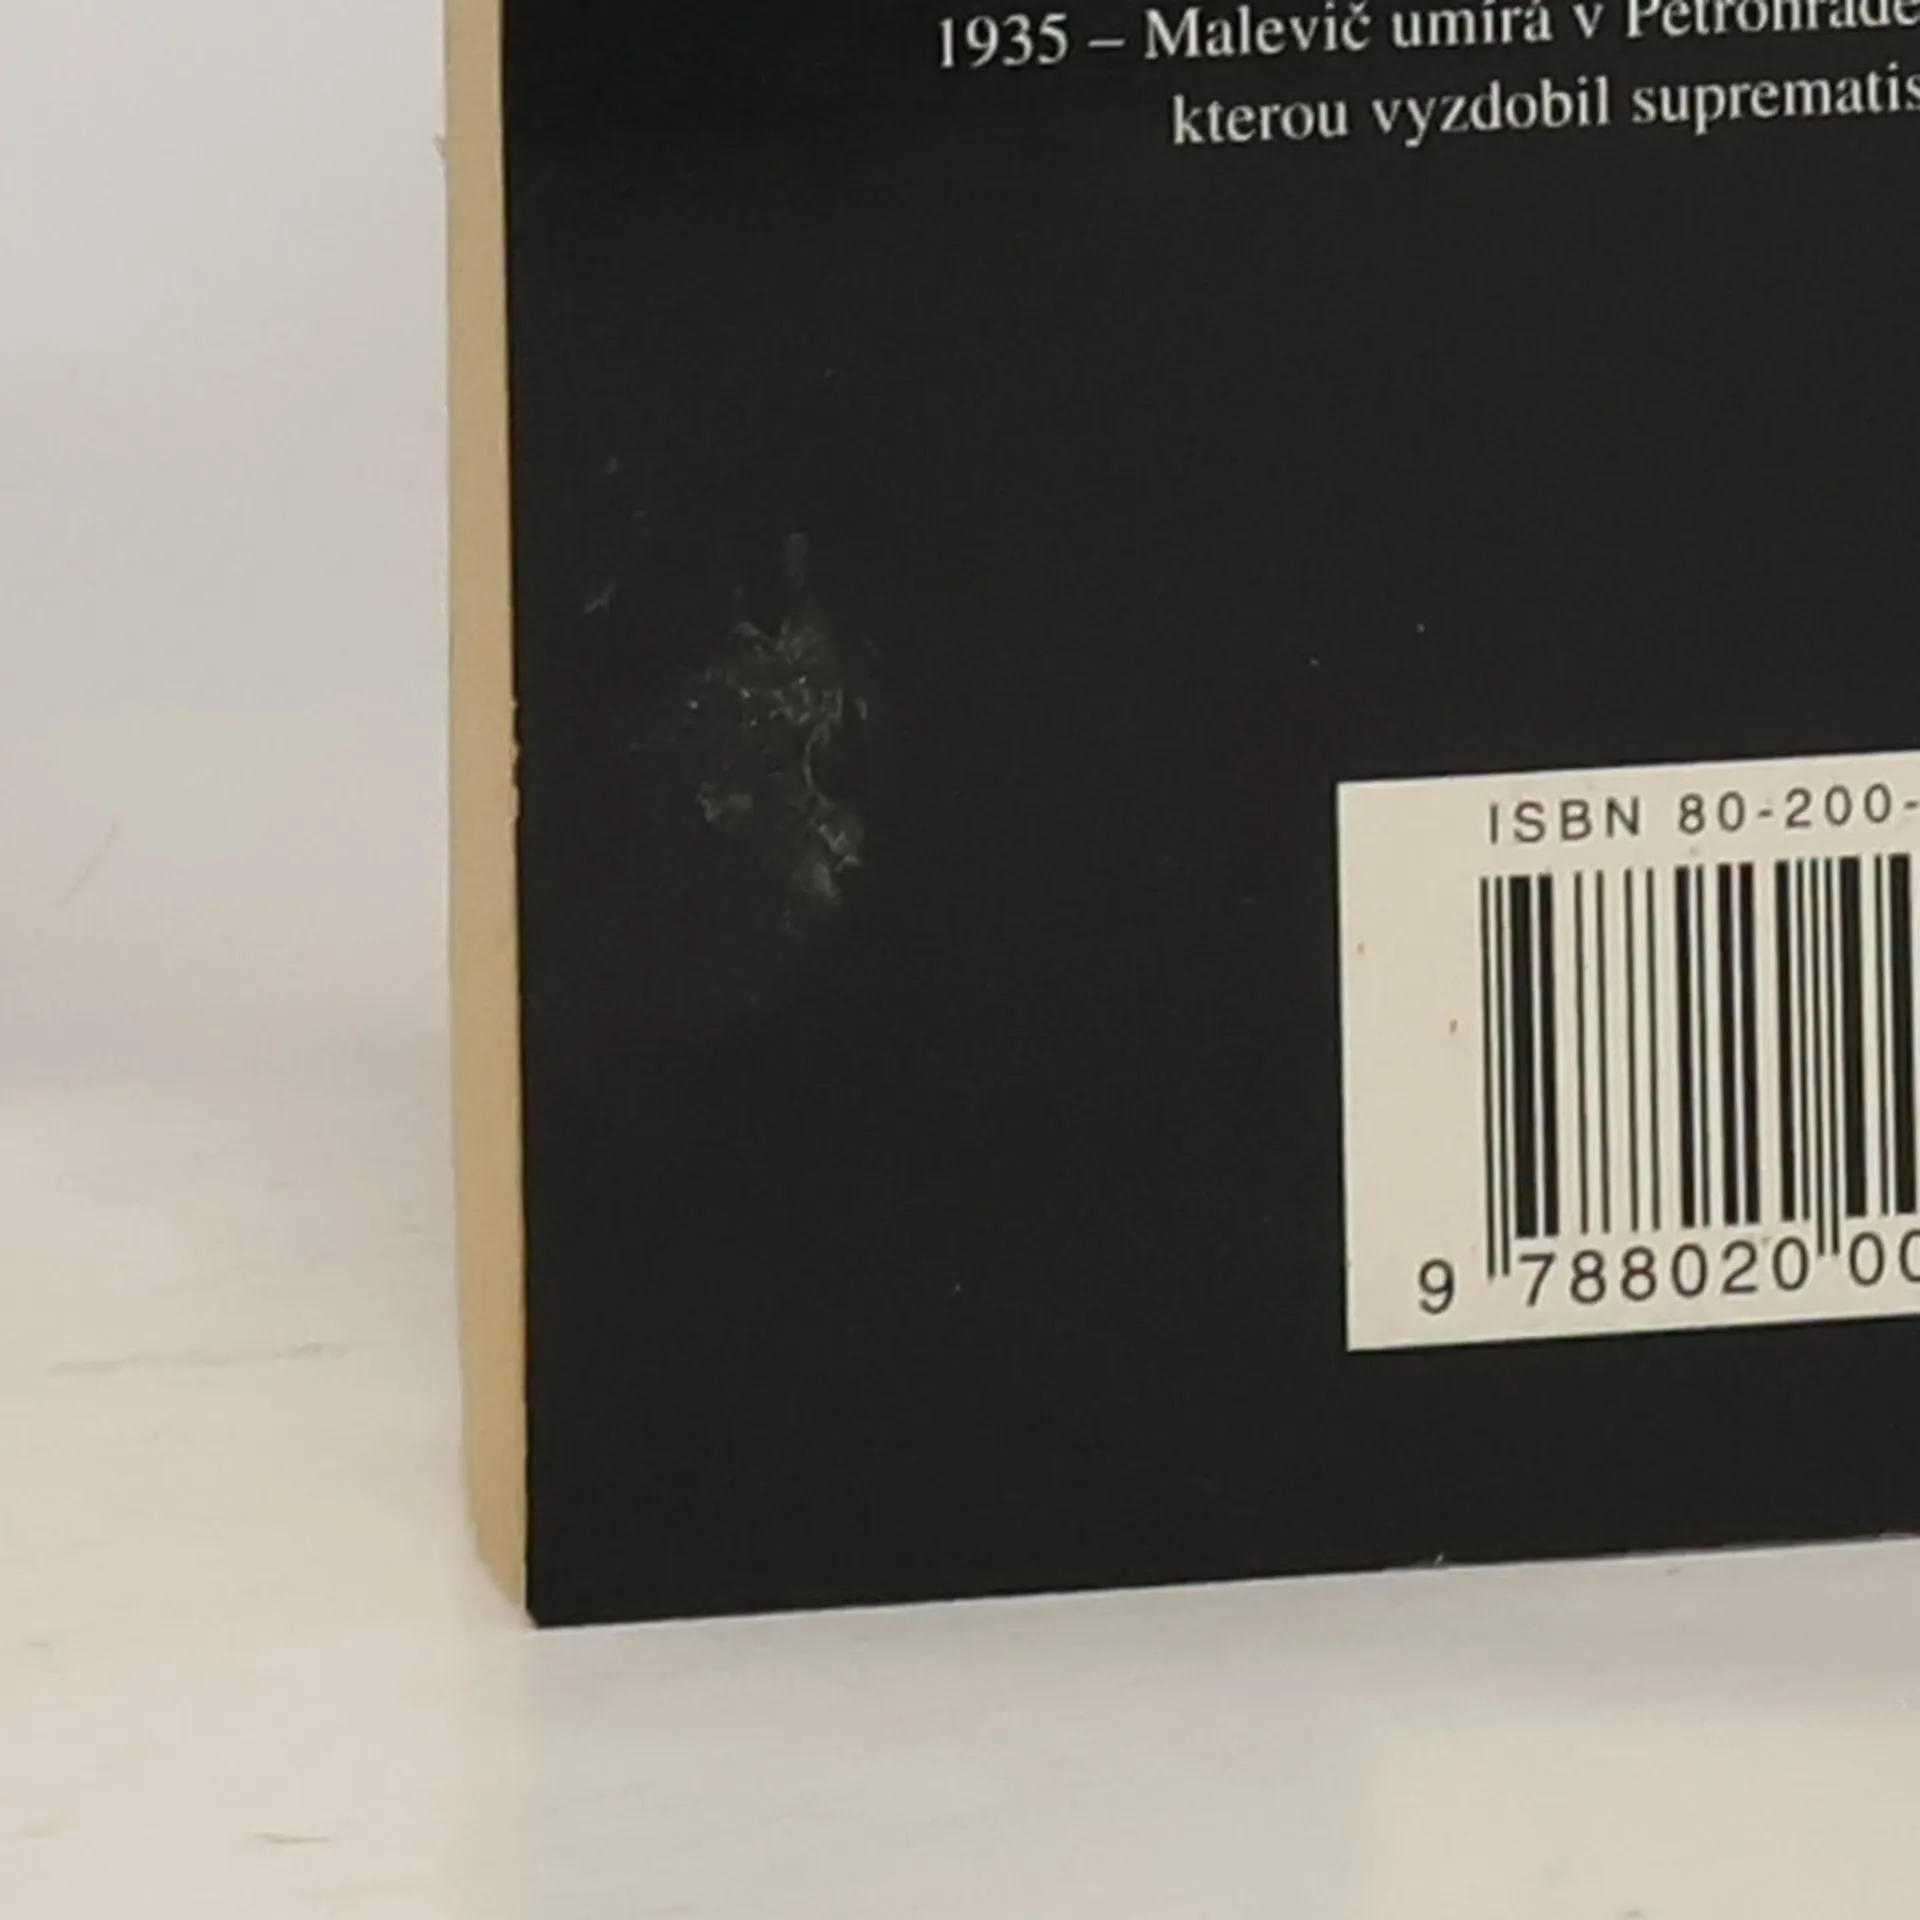 1935 – Malevič umírá v Petrohradě
kterou vyzdobil suprematis
ISBN 80-200-
9 788020 00